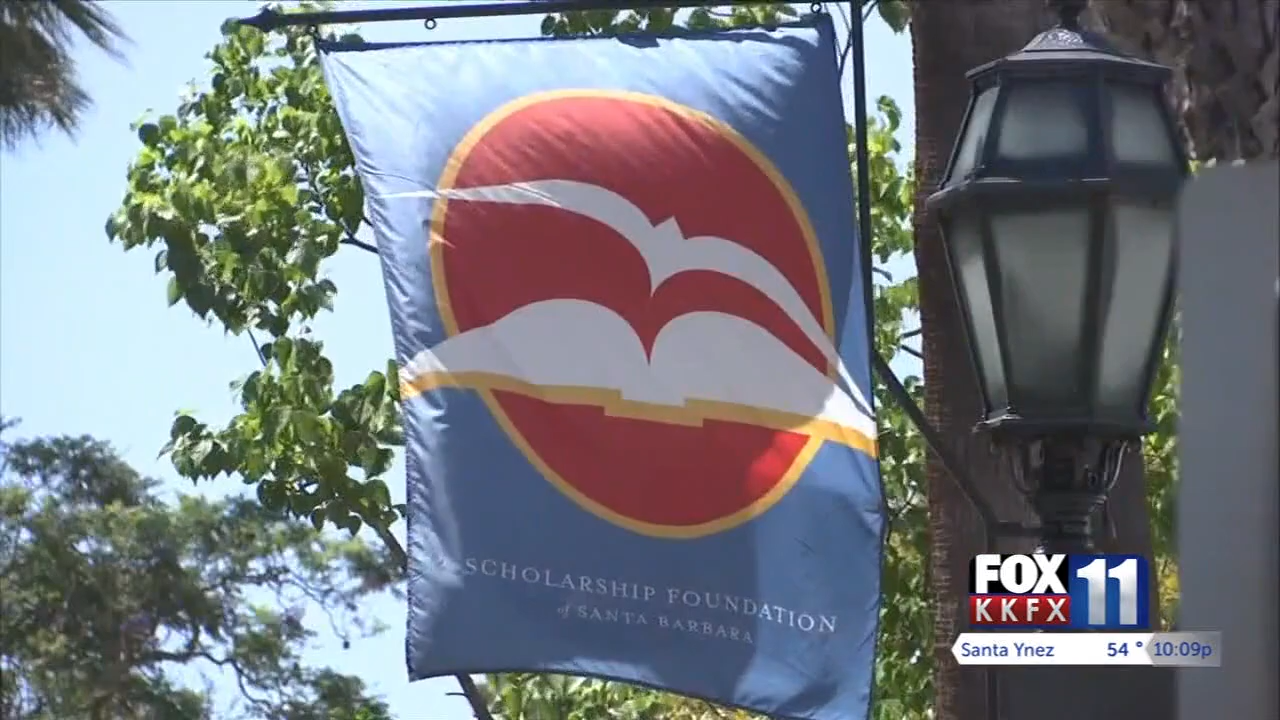 SCHOLARSHIP FOUNDATION
of SANTA BARBARA
FOX 11
KKFX
Santa Ynez 54° 10:09p